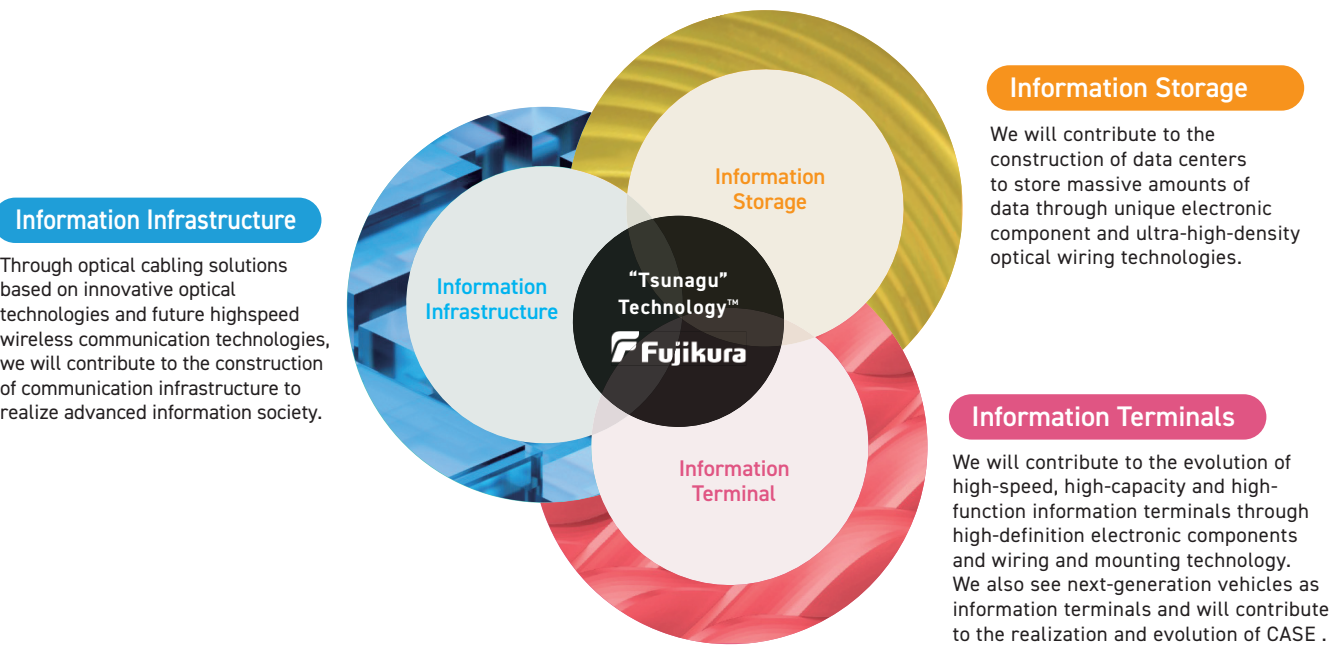 Information Infrastructure
Through optical cabling solutions
based on innovative optical
technologies and future highspeed
wireless communication technologies,
we will contribute to the construction
of communication infrastructure to
realize advanced information society.
Information
Infrastructure
Information
Storage
"Tsunagu"
Technology™
Fujikura
Information
Terminal
Information Storage
We will contribute to the
construction of data centers
to store massive amounts of
data through unique electronic
component and ultra-high-density
optical wiring technologies.
Information Terminals
We will contribute to the evolution of
high-speed, high-capacity and high-
function information terminals through
high-definition electronic components
and wiring and mounting technology.
We also see next-generation vehicles as
information terminals and will contribute
to the realization and evolution of CASE .